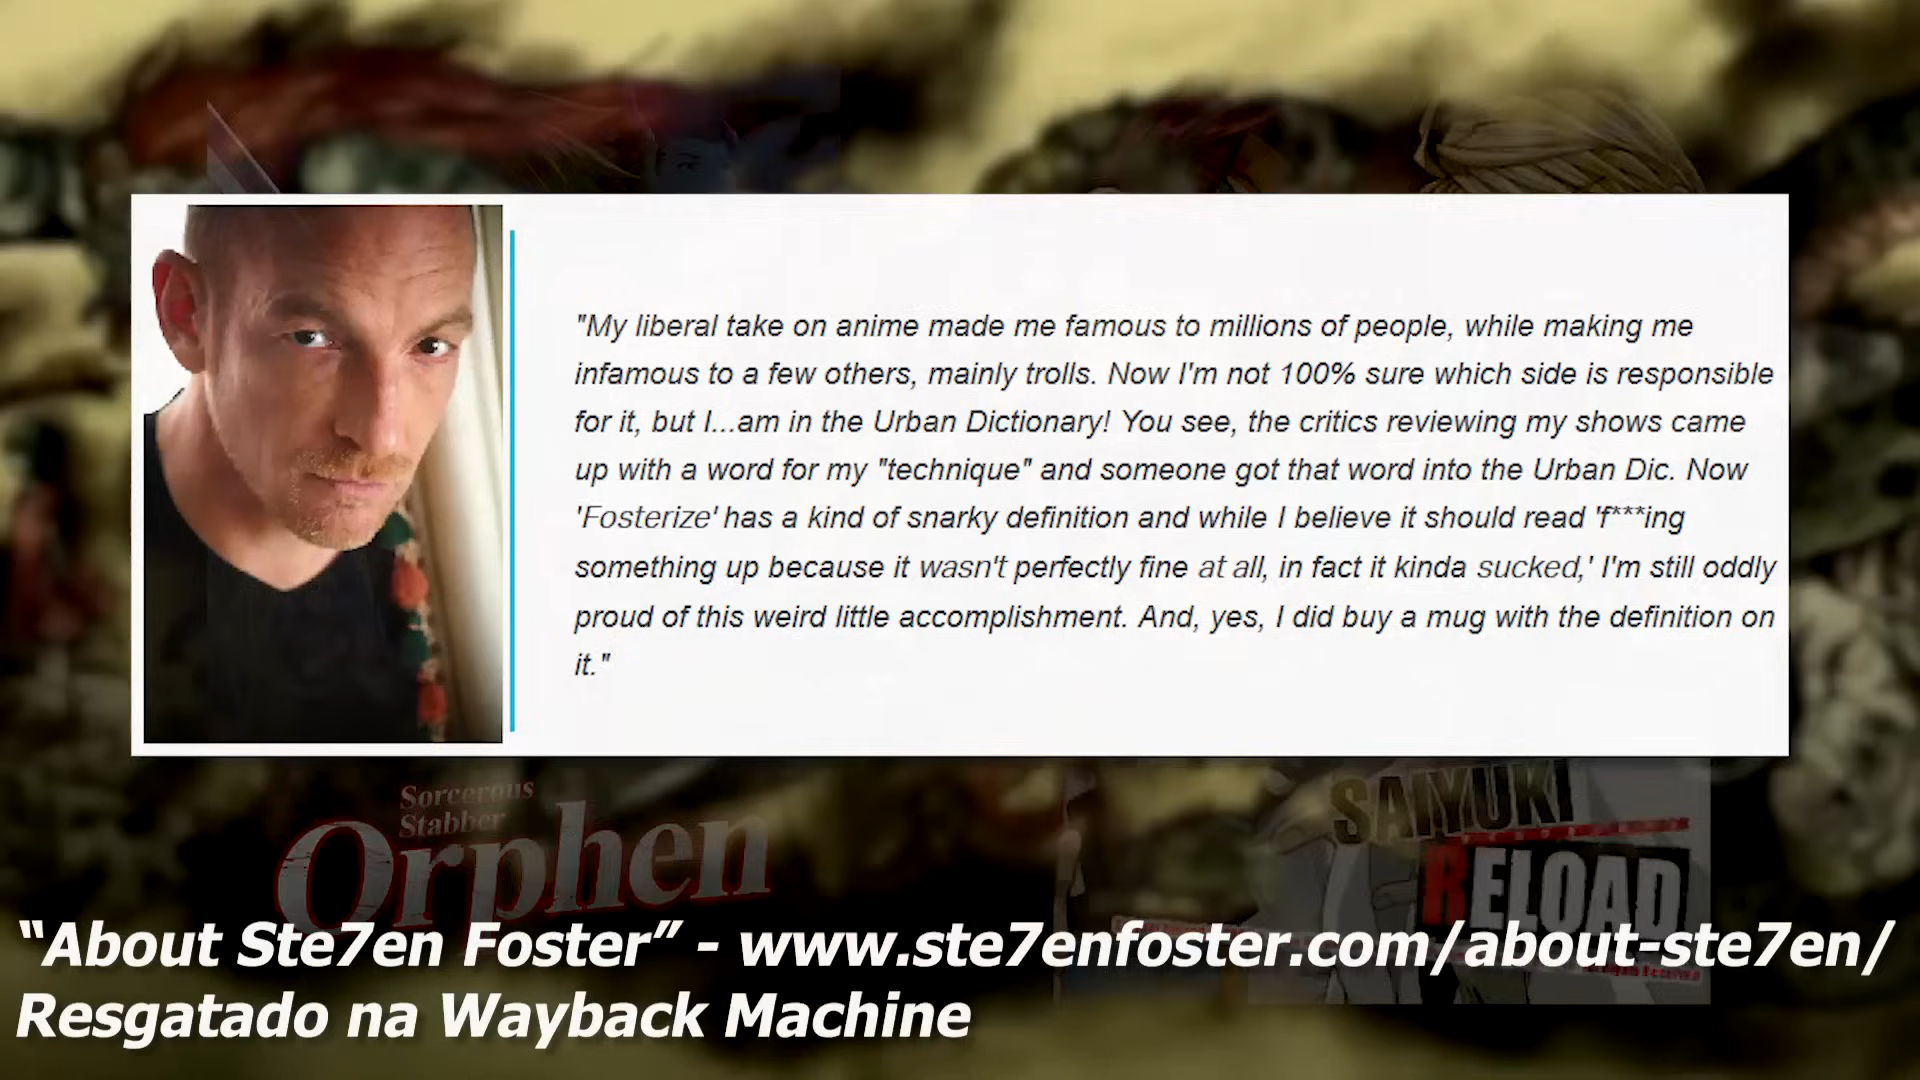 "My liberal take on anime made me famous to millions of people, while making me
infamous to a few others, mainly trolls. Now I'm not 100% sure which side is responsible
for it, but I...am in the Urban Dictionary! You see, the critics reviewing my shows came
up with a word for my "technique" and someone got that word into the Urban Dic. Now
'Fosterize' has a kind of snarky definition and while I believe it should read 'f***ing
something up because it wasn't perfectly fine at all, in fact it kinda sucked,' I'm still oddly
proud of this weird little accomplishment. And, yes, I did buy a mug with the definition on
it."
Sorcerous
Stabber
Orphen
SAIYUKI
RELOAD
“About Ste7en Foster” - www.ste7enfoster.com/about-ste7en/
Resgatado na Wayback Machine